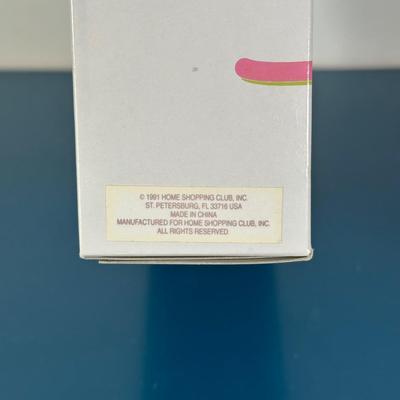 © 1991 HOME SHOPPING CLUB, INC.
ST. PETERSBURG, FL 33716 USA
MADE IN CHINA
MANUFACTURED FOR HOME SHOPPING CLUB, INC.
ALL RIGHTS RESERVED